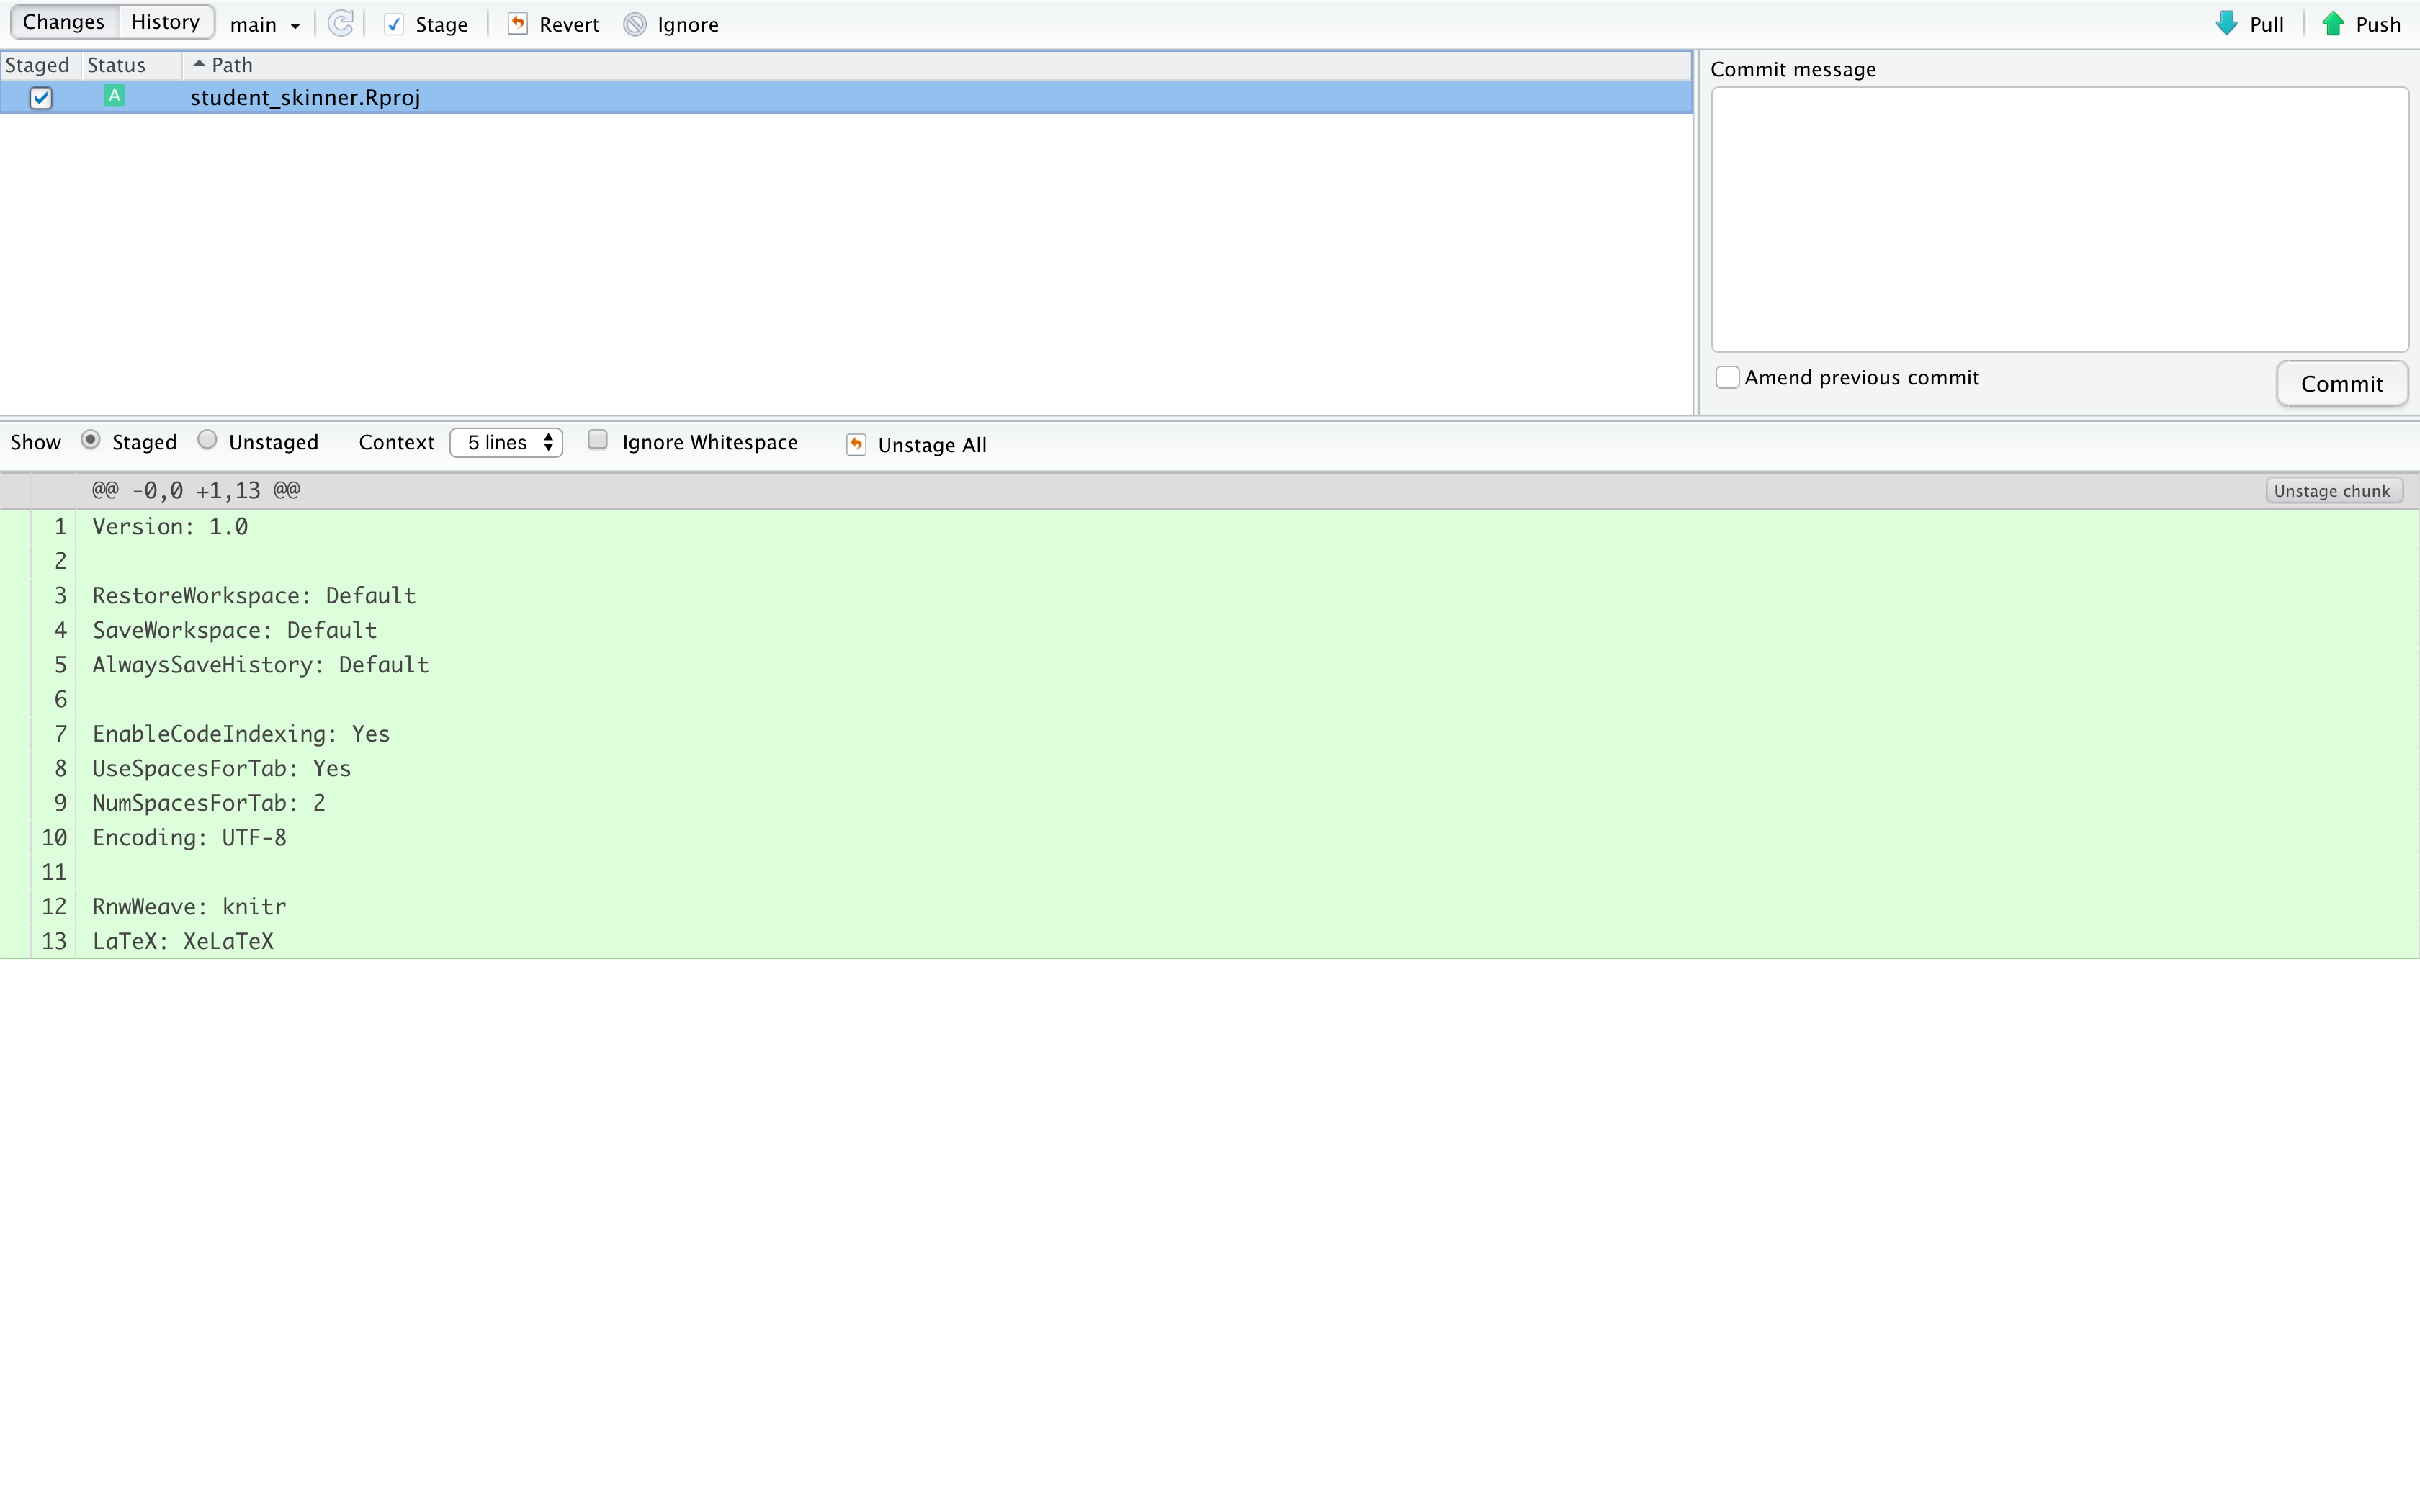 Changes History main Stage Revert Ignore Pull Push
Staged Status Path
A student_skinner.Rproj
Commit message
Amend previous commit
Commit
Show Staged Unstaged Context 5 lines Ignore Whitespace Unstage All
@@ -0,0 +1,13 @@ Unstage chunk
1 Version: 1.0
2
3 RestoreWorkspace: Default
4 SaveWorkspace: Default
5 AlwaysSaveHistory: Default
6
7 EnableCodeIndexing: Yes
8 UseSpacesForTab: Yes
9 NumSpacesForTab: 2
10 Encoding: UTF-8
11
12 RnwWeave: knitr
13 LaTeX: XeLaTeX